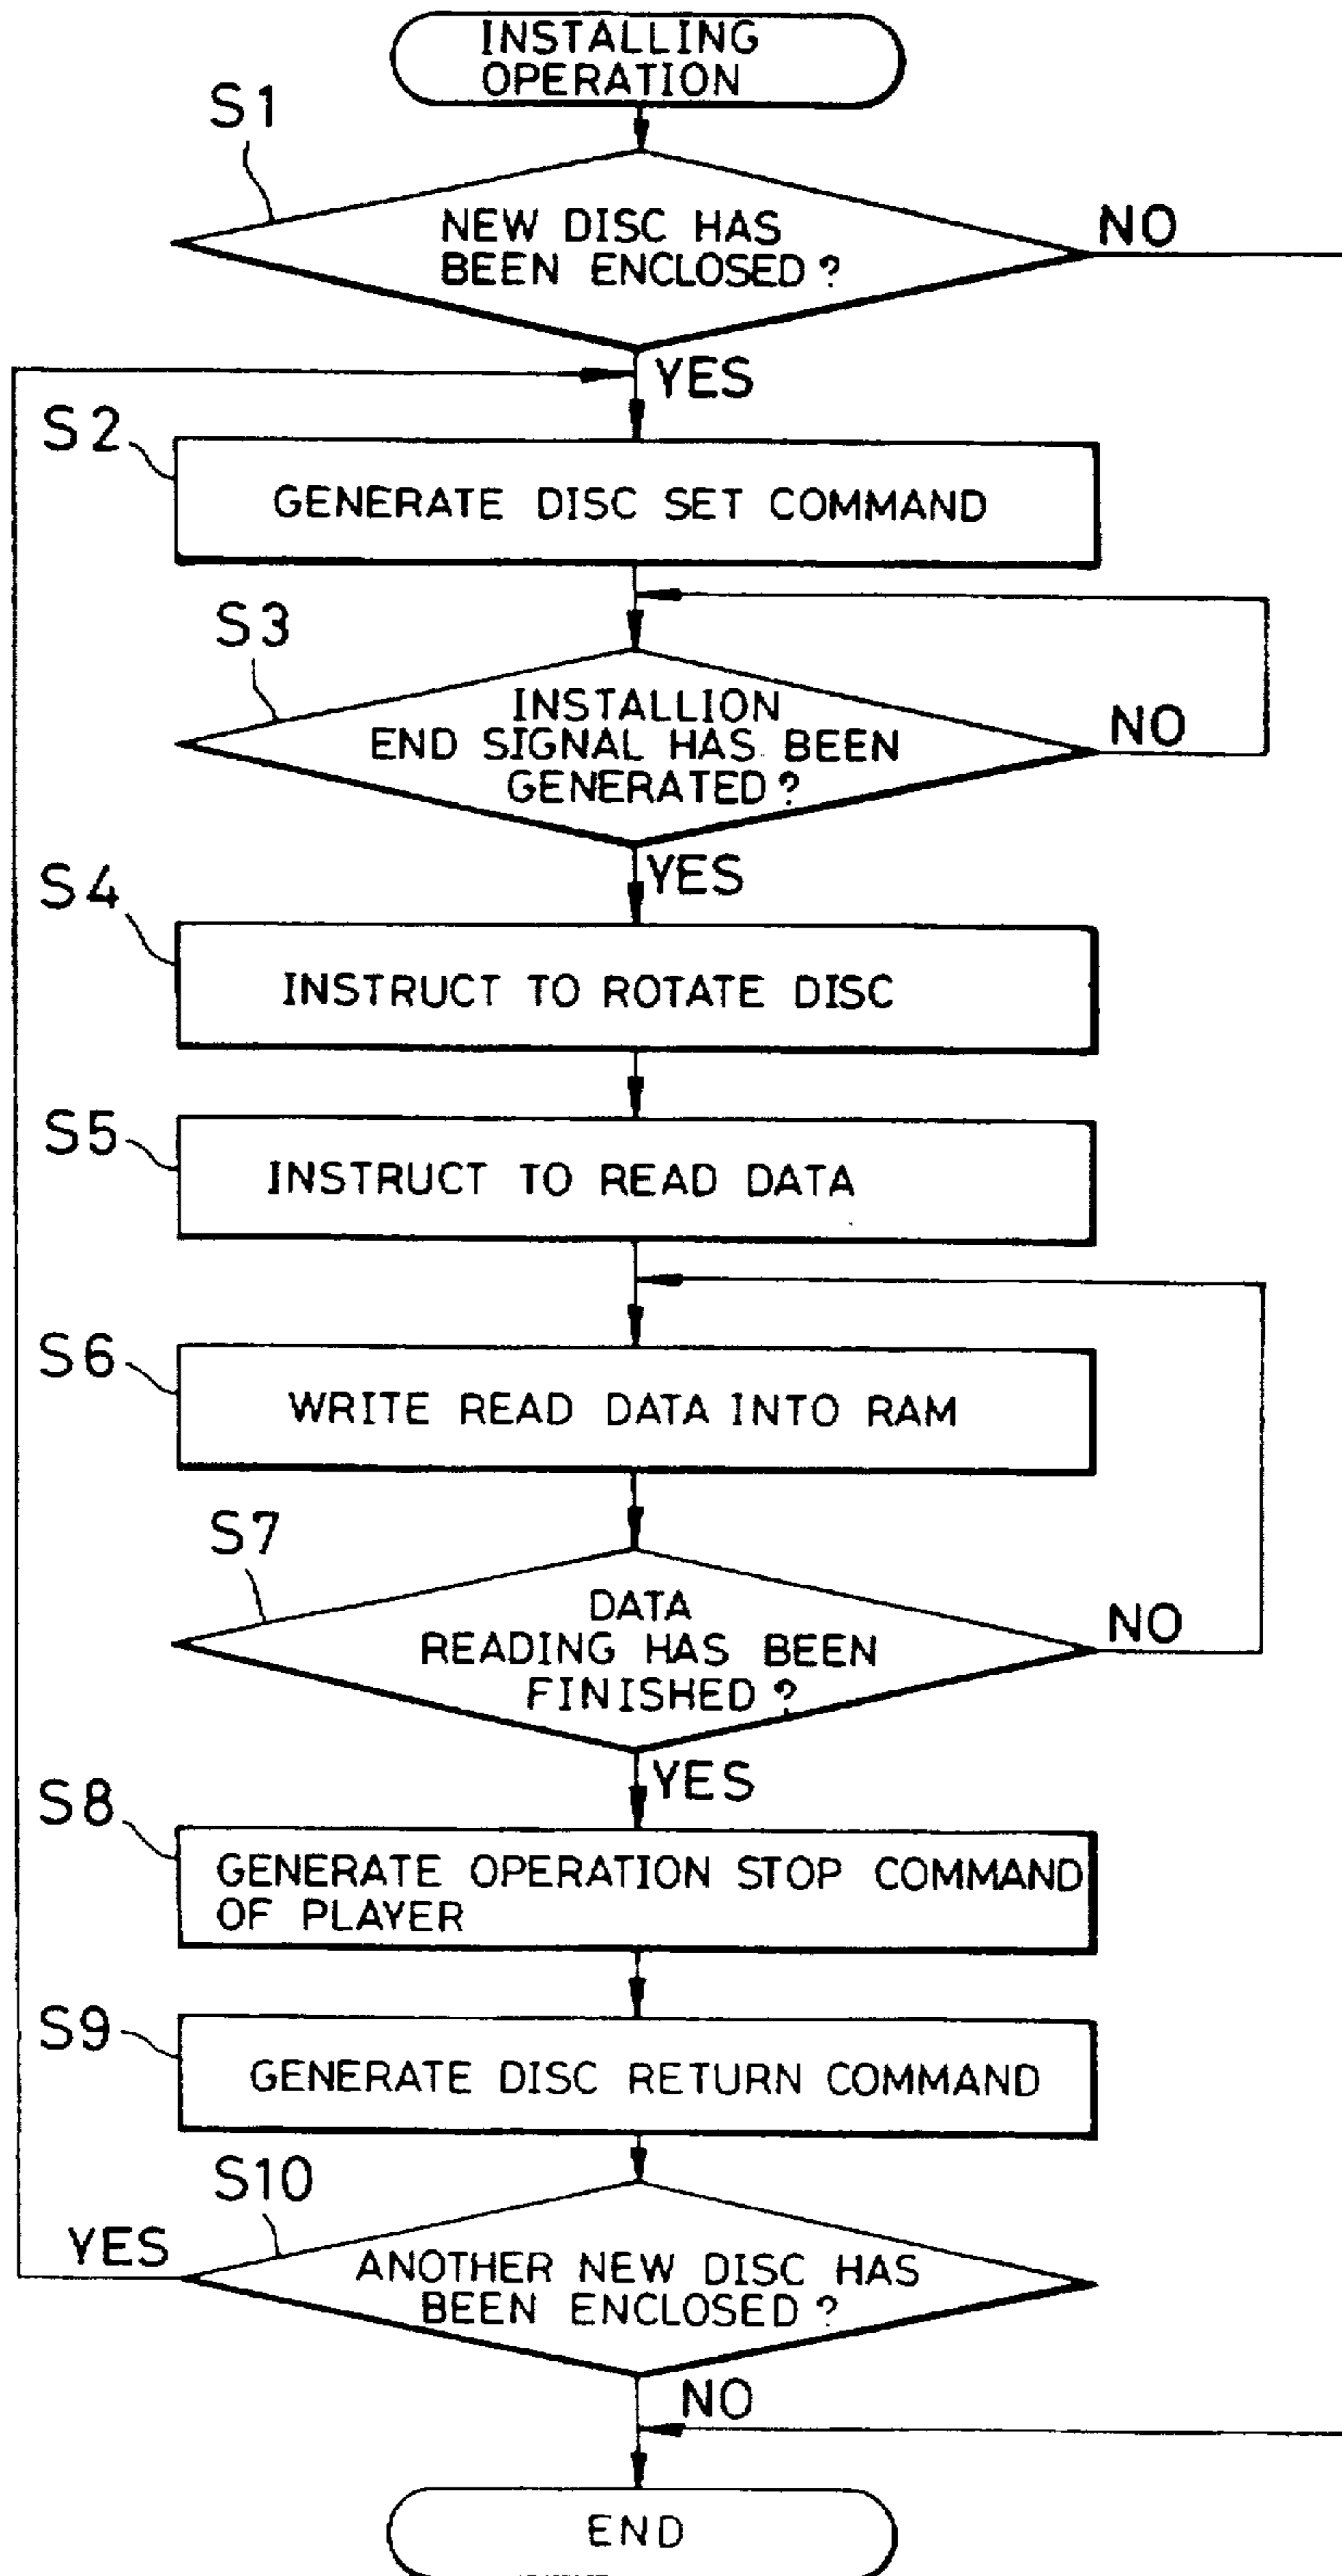 INSTALLING
OPERATION
S1
NEW DISC HAS
BEEN ENCLOSED?
NO
YES
S2
GENERATE DISC SET COMMAND
S3
INSTALLION
END SIGNAL HAS BEEN
GENERATED?
NO
YES
S4
INSTRUCT TO ROTATE DISC
S5
INSTRUCT TO READ DATA
S6
WRITE READ DATA INTO RAM
S7
DATA
READING HAS BEEN
FINISHED?
NO
YES
S8
GENERATE OPERATION STOP COMMAND
OF PLAYER
S9
GENERATE DISC RETURN COMMAND
S10
YES
ANOTHER NEW DISC HAS
BEEN ENCLOSED?
NO
END